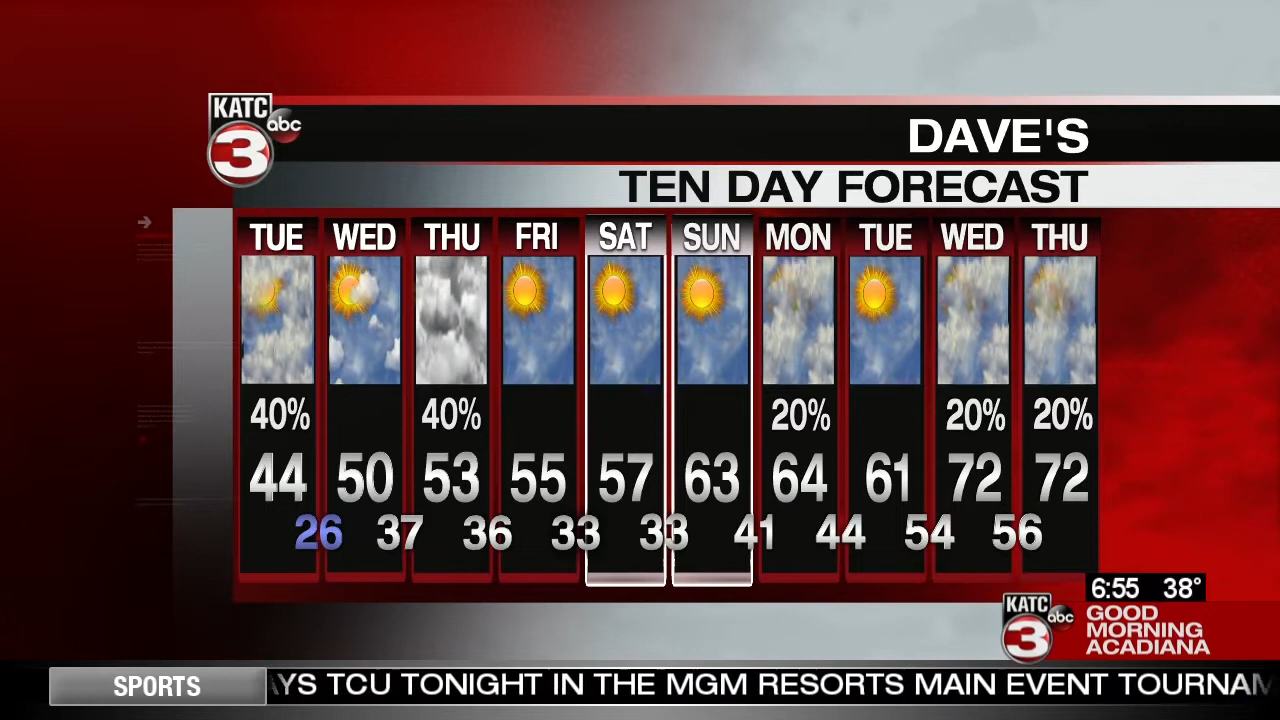 KATC
abc
3
DAVE'S
TEN DAY FORECAST
TUE WED THU FRI SAT SUN MON TUE WED THU
40% 40% 20% 20% 20%
44 50 53 55 57 63 64 61 72 72
26 37 36 33 33 41 44 54 56
6:55 38°
KATC
abc
3
GOOD
MORNING
ACADIANA
SPORTS
YS TCU TONIGHT IN THE MGM RESORTS MAIN EVENT TOURNAM